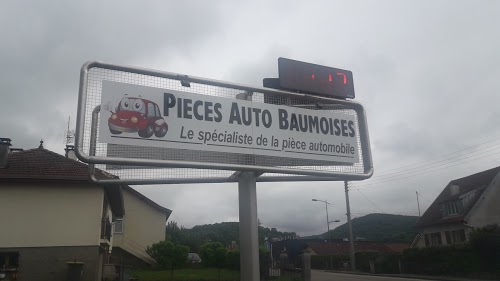 PIECES AUTO BAUMOISES
Le spécialiste de la pièce automobile